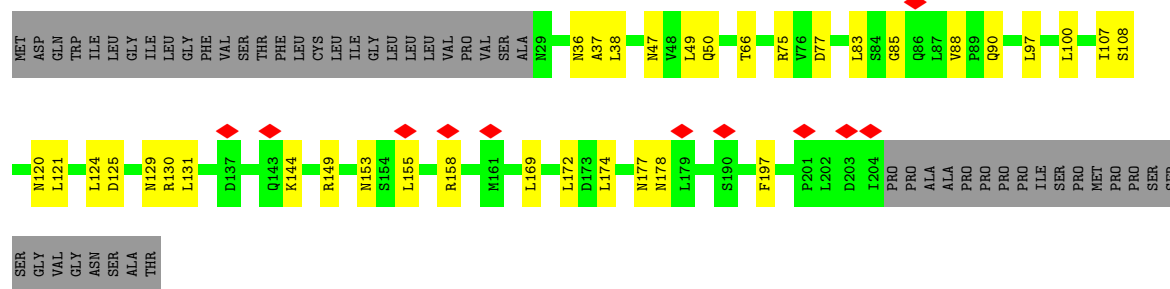 MET ASP GLN TRP ILE LEU GLY ILE LEU GLY PHE VAL SER THR PHE LEU CYS LEU ILE GLY LEU LEU LEU VAL PRO VAL SER ALA N29 N36 A37 L38 N47 V48 L49 Q50 T66 R75 V76 D77 L83 S84 G85 Q86 L87 V88 P89 Q90 L97 L100 I107 S108
N120 L121 L124 D125 N129 R130 L131 D137 Q143 K144 R149 N153 S154 L155 R158 M161 L169 L172 D173 L174 N177 N178 L179 S190 F197 P201 L202 D203 I204 PRO PRO ALA ALA PRO PRO PRO PRO ILE SER PRO MET PRO PRO SER SER
SER GLY VAL GLY ASN SER ALA THR